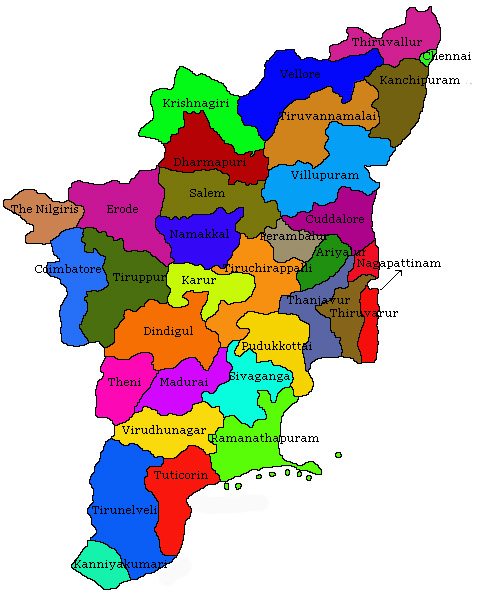 Thiruvallur
Chennai
Vellore
Kanchipuram
Krishnagiri
Tiruvannamalai
Dharmapuri
Villupuram
Salem
The Nilgiris
Erode
Cuddalore
Namakkal
Perambalur
Ariyalur
Nagapattinam
Coimbatore
Tiruppur
Karur
Tiruchirappalli
Thanjavur
Thiruvarur
Dindigul
Pudukkottai
Theni
Madurai
Sivaganga
Virudhunagar
Ramanathapuram
Tuticorin
Tirunelveli
Kanniyakumari